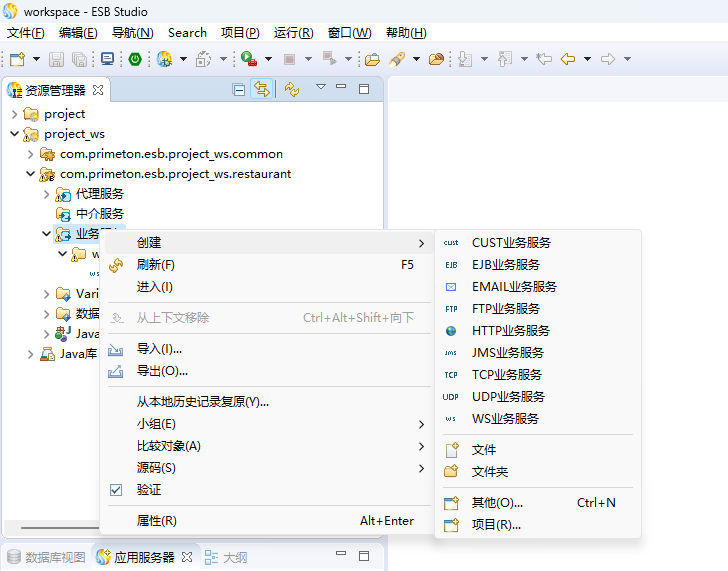 workspace - ESB Studio
文件(F) 编辑(E) 导航(N) Search 项目(P) 运行(R) 窗口(W) 帮助(H)
资源管理器
project
project_ws
com.primeton.esb.project_ws.common
com.primeton.esb.project_ws.restaurant
代理服务
中介服务
业务服
w
ws
Vari
数据
Java
Java库
创建
刷新(F) F5
进入(I)
从上下文移除 Ctrl+Alt+Shift+向下
导入(I)...
导出(O)...
从本地历史记录复原(Y)...
小组(E)
比较对象(A)
源码(S)
验证
属性(R) Alt+Enter
cust CUST业务服务
EJB EJB业务服务
EMAIL业务服务
FTP FTP业务服务
HTTP业务服务
JMS JMS业务服务
TCP TCP业务服务
UDP UDP业务服务
ws WS业务服务
文件
文件夹
其他(O)... Ctrl+N
项目(R)...
数据库视图 应用服务器 大纲